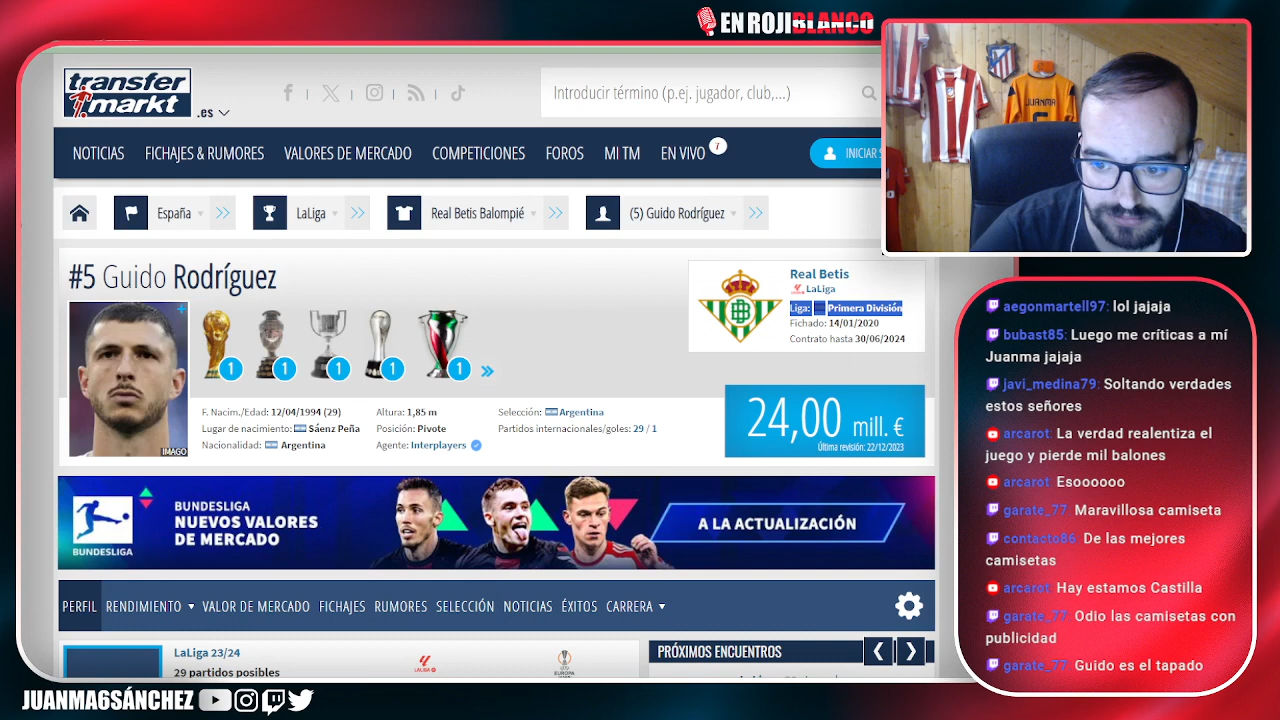 EN ROJIBLANCO
transfermarkt .es
Introducir término (p.ej. jugador, club,...)
NOTICIAS FICHAJES & RUMORES VALORES DE MERCADO COMPETICIONES FOROS MI TM EN VIVO 7 INICIAR S
España LaLiga Real Betis Balompié (5) Guido Rodríguez
#5 Guido Rodríguez
1 1 1 1 1
IMAGO
Real Betis
LaLiga
Liga: Primera División
Fichado: 14/01/2020
Contrato hasta 30/06/2024
F. Nacim./Edad: 12/04/1994 (29)
Lugar de nacimiento: Sáenz Peña
Nacionalidad: Argentina
Altura: 1,85 m
Posición: Pivote
Agente: Interplayers
Selección: Argentina
Partidos internacionales/goles: 29 / 1
24,00 mill. €
Última revisión: 22/12/2023
BUNDESLIGA
BUNDESLIGA
NUEVOS VALORES
DE MERCADO
A LA ACTUALIZACIÓN
PERFIL RENDIMIENTO VALOR DE MERCADO FICHAJES RUMORES SELECCIÓN NOTICIAS ÉXITOS CARRERA
LaLiga 23/24
29 partidos posibles
LALIGA
EUROPA
PRÓXIMOS ENCUENTROS
JUANMA
6
aegonmartell97: lol jajaja
bubast85: Luego me críticas a mí
Juanma jajaja
javi_medina79: Soltando verdades
estos señores
arcarot: La verdad realentiza el
juego y pierde mil balones
arcarot: Esoooooo
garate_77: Maravillosa camiseta
contacto86: De las mejores
camisetas
arcarot: Hay estamos Castilla
garate_77: Odio las camisetas con
publicidad
garate_77: Guido es el tapado
JUANMA6SÁNCHEZ